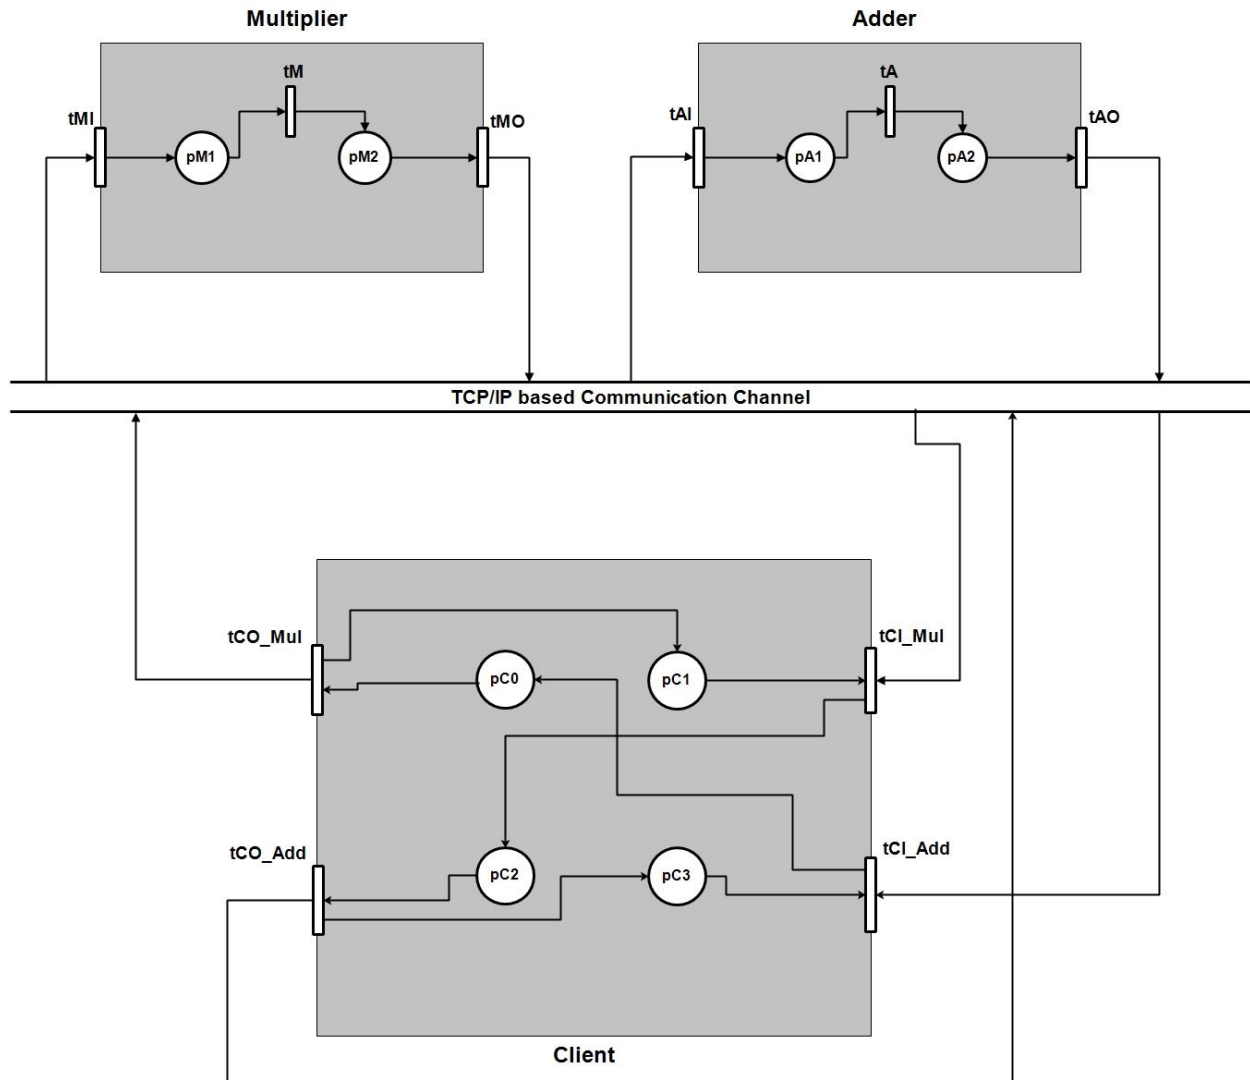 Multiplier
Adder
tM
tA
tMI
tMO
tAI
tAO
pM1
pM2
pA1
pA2
TCP/IP based Communication Channel
tCO_Mul
tCI_Mul
pC0
pC1
tCO_Add
tCI_Add
pC2
pC3
Client